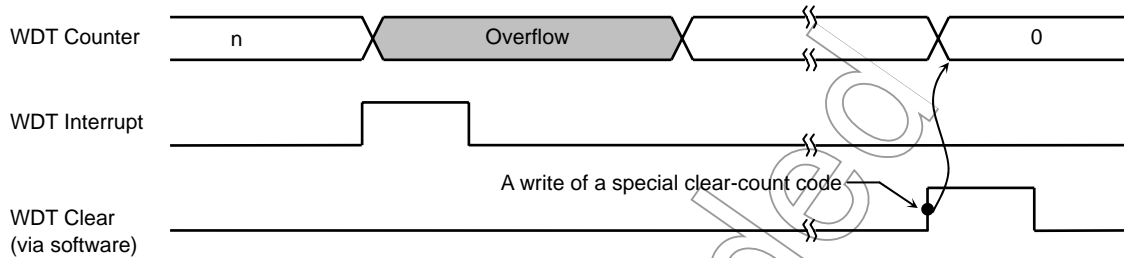 WDT Counter n Overflow 0
WDT Interrupt
A write of a special clear-count code
WDT Clear
(via software)